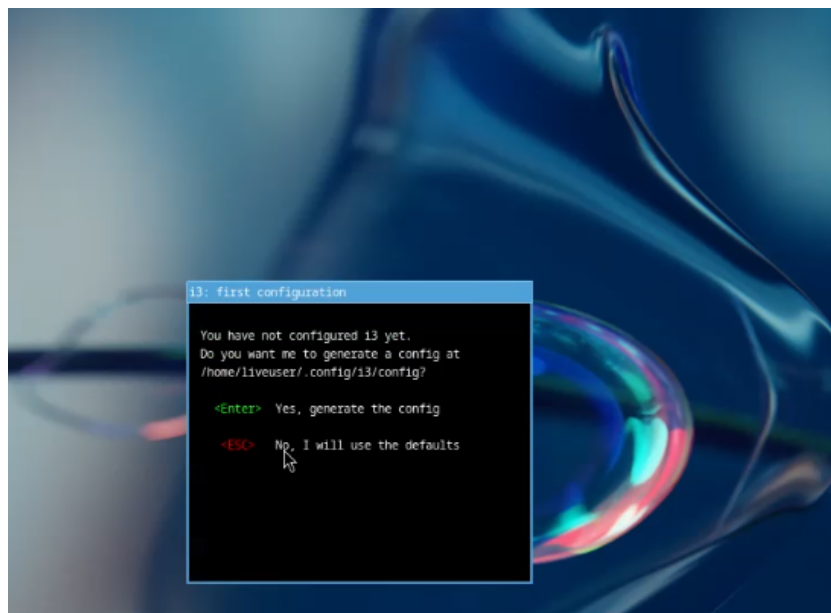 i3: first configuration
You have not configured i3 yet.
Do you want me to generate a config at
/home/liveuser/.config/i3/config?
<Enter> Yes, generate the config
<ESC> No, I will use the defaults